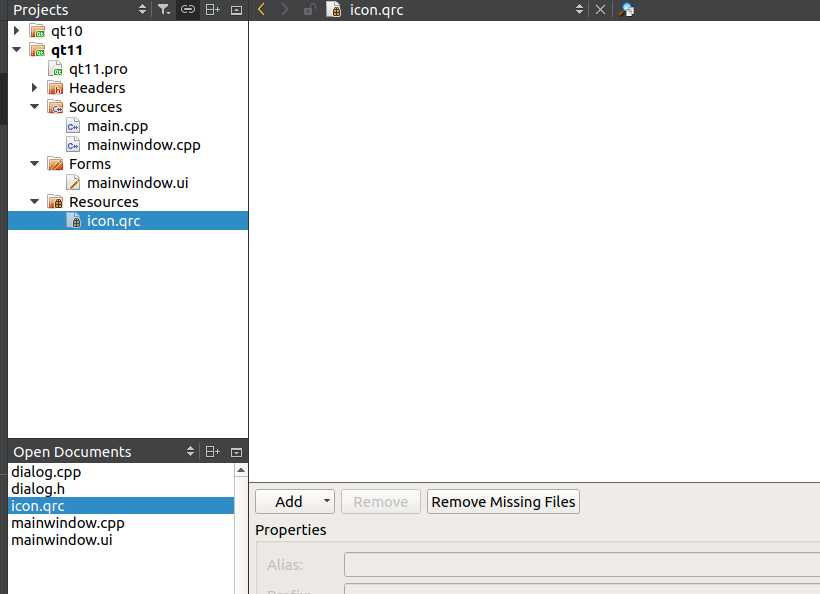 Projects
icon.qrc
qt10
qt11
qt11.pro
Headers
Sources
main.cpp
mainwindow.cpp
Forms
mainwindow.ui
Resources
icon.qrc
Open Documents
dialog.cpp
dialog.h
icon.qrc
mainwindow.cpp
mainwindow.ui
Add
Remove
Remove Missing Files
Properties
Alias:
Prefix: